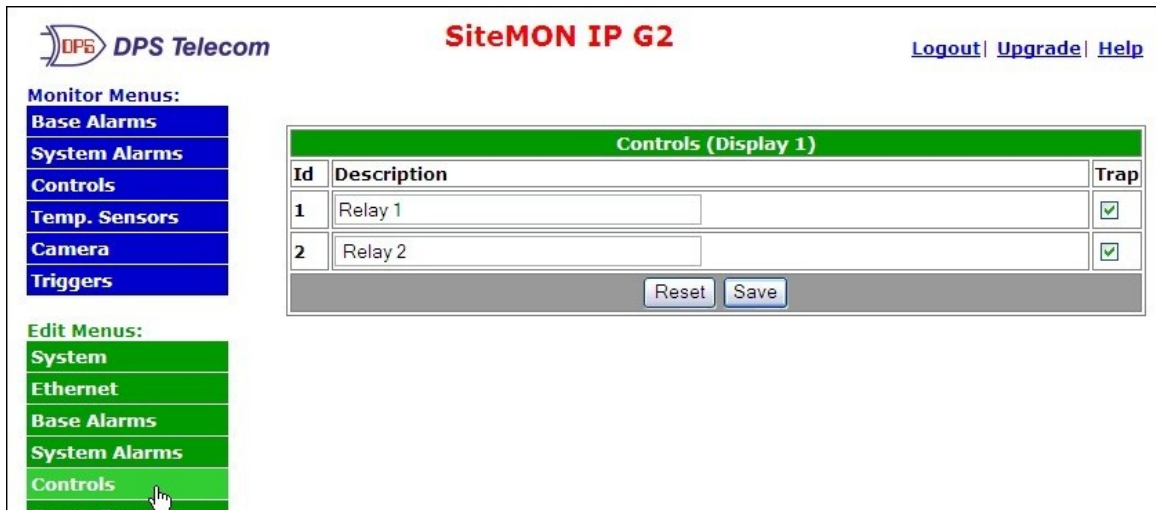 DPS DPS Telecom
SiteMON IP G2
Logout| Upgrade| Help
Monitor Menus:
Base Alarms
System Alarms
Controls
Temp. Sensors
Camera
Triggers
Controls (Display 1)
Id Description Trap
1 Relay 1
2 Relay 2
Reset Save
Edit Menus:
System
Ethernet
Base Alarms
System Alarms
Controls